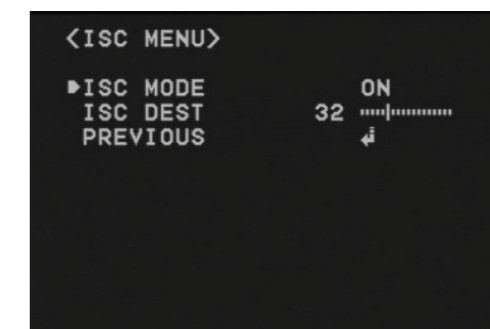 <ISC MENU>
ISC MODE ON
ISC DEST 32
PREVIOUS